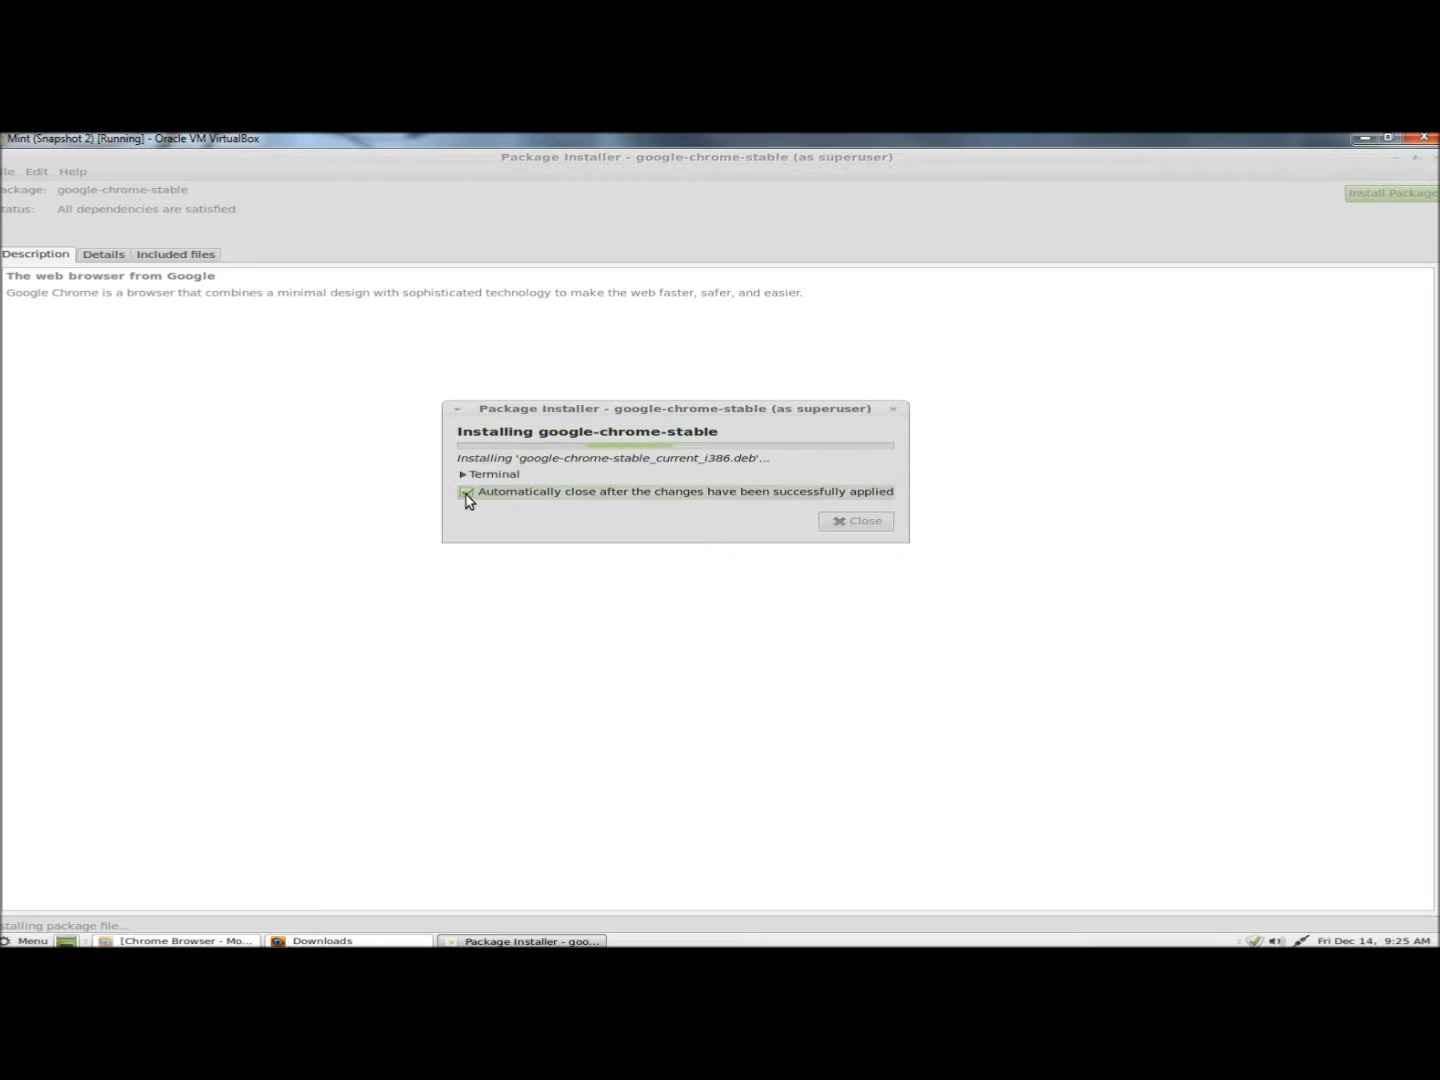 Mint (Snapshot 2) [Running] - Oracle VM VirtualBox
Package Installer - google-chrome-stable (as superuser)
ile Edit Help
ackage: google-chrome-stable
Install Package
tatus: All dependencies are satisfied
Description Details Included files
The web browser from Google
Google Chrome is a browser that combines a minimal design with sophisticated technology to make the web faster, safer, and easier.
Package Installer - google-chrome-stable (as superuser)
Installing google-chrome-stable
Installing 'google-chrome-stable_current_i386.deb'...
Terminal
Automatically close after the changes have been successfully applied
Close
stalling package file...
Menu [Chrome Browser - Mo... Downloads Package Installer - goo... Fri Dec 14, 9:25 AM